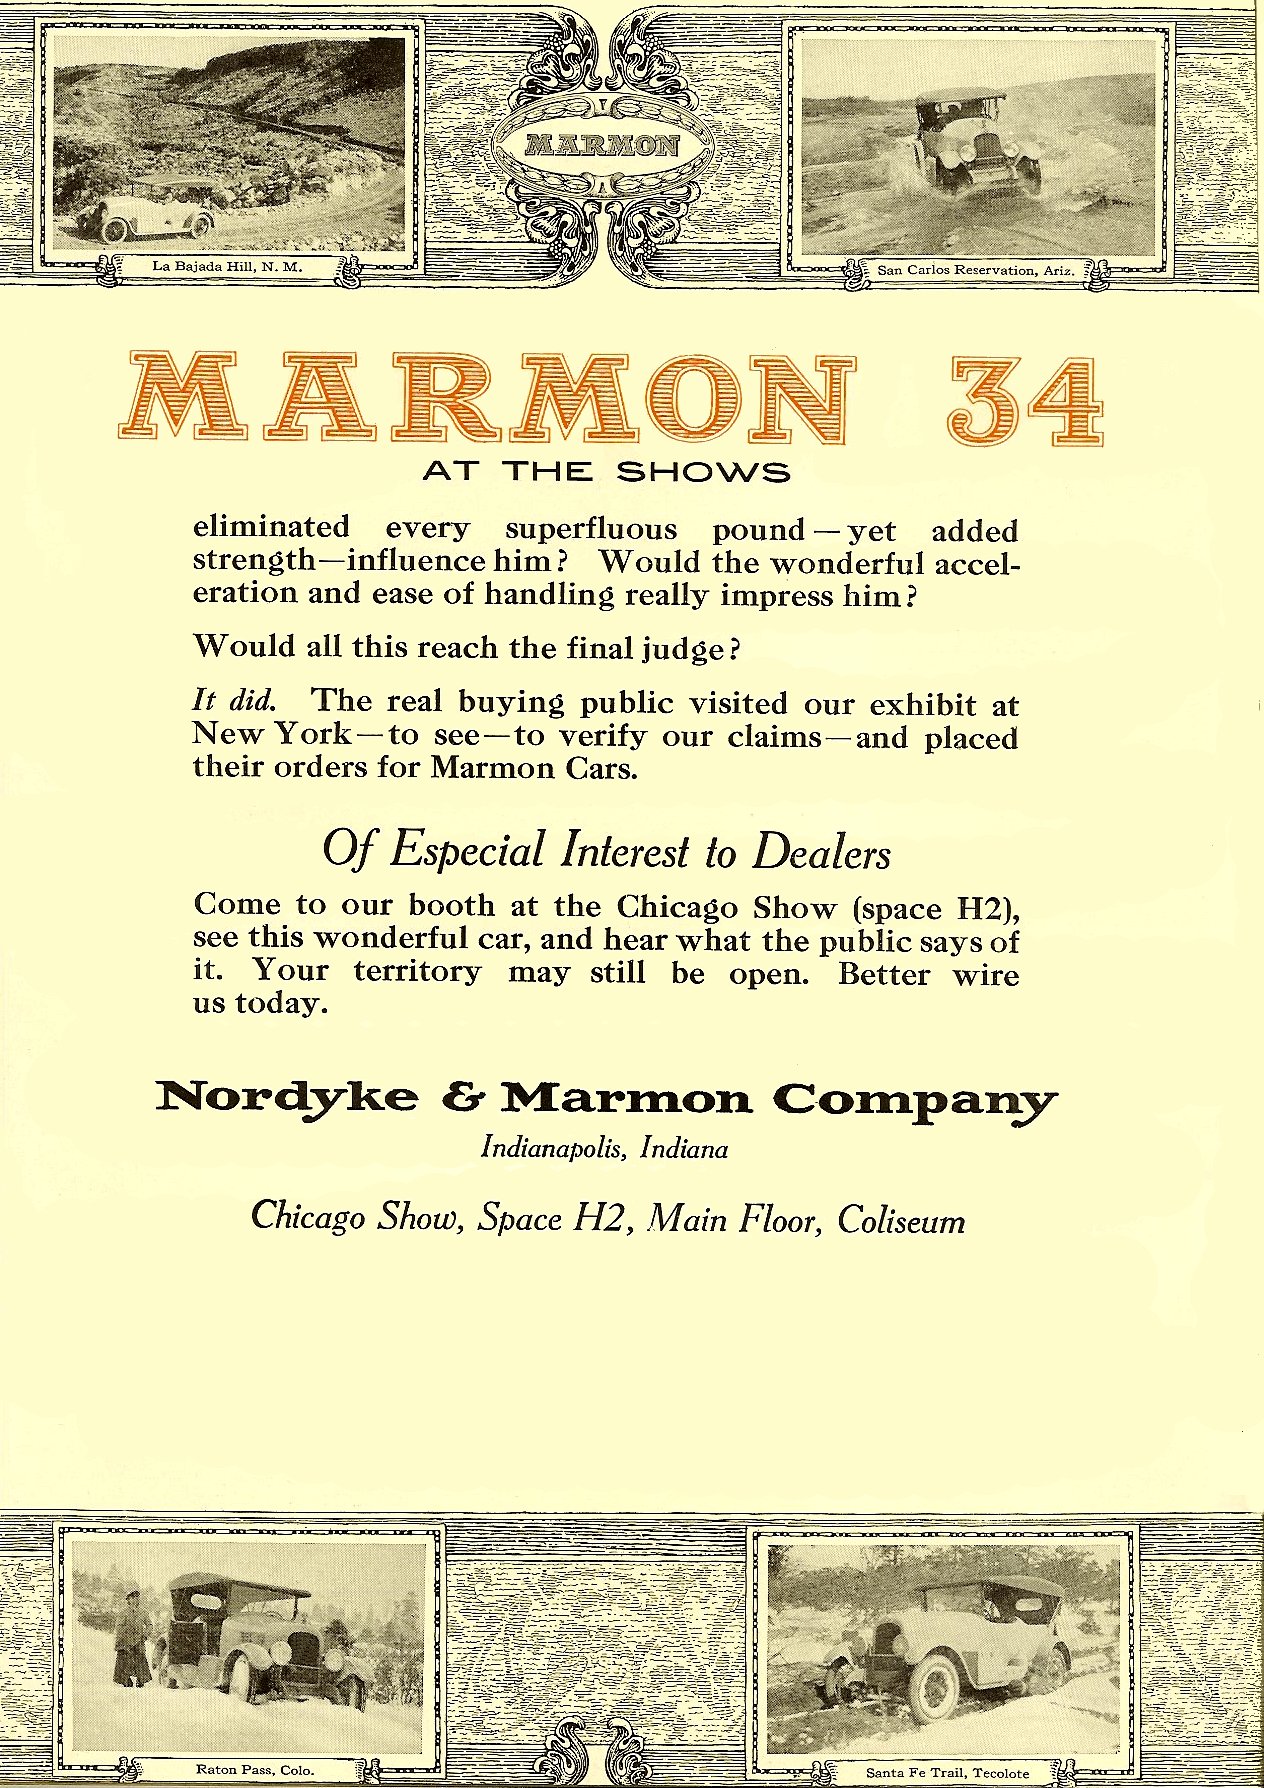 MARMON
La Bajada Hill, N. M.
San Carlos Reservation, Ariz.
MARMON 34
AT THE SHOWS
eliminated every superfluous pound—yet added
strength—influence him? Would the wonderful accel-
eration and ease of handling really impress him?
Would all this reach the final judge?
It did. The real buying public visited our exhibit at
New York—to see—to verify our claims—and placed
their orders for Marmon Cars.
Of Especial Interest to Dealers
Come to our booth at the Chicago Show (space H2),
see this wonderful car, and hear what the public says of
it. Your territory may still be open. Better wire
us today.
Nordyke & Marmon Company
Indianapolis, Indiana
Chicago Show, Space H2, Main Floor, Coliseum
Raton Pass, Colo.
Santa Fe Trail, Tecolote